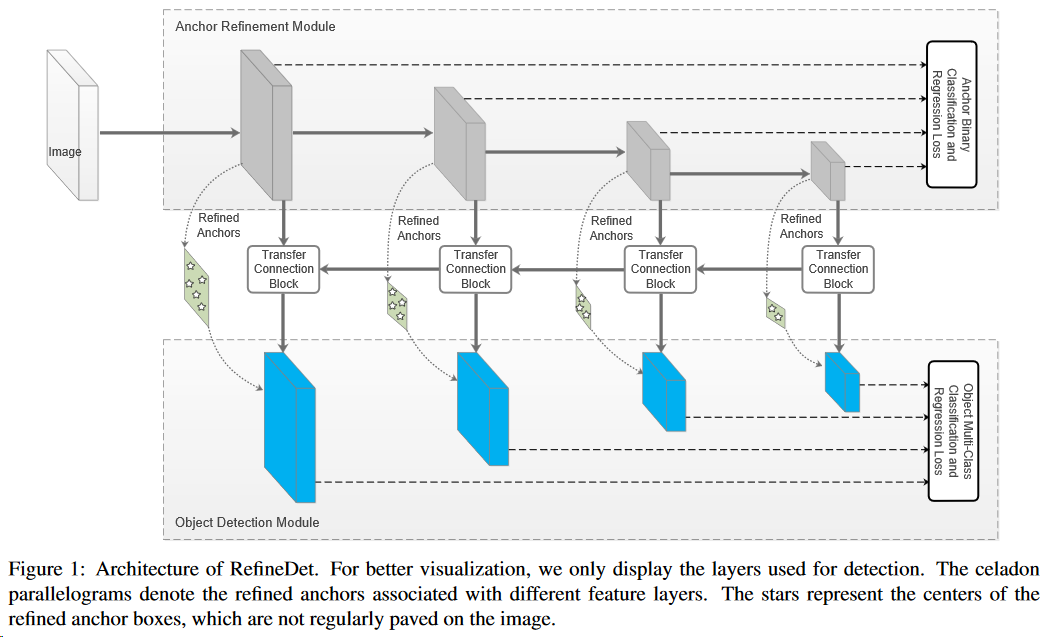 Anchor Refinement Module
Image
Anchor Binary
Classification and
Regression Loss
Refined
Anchors
Refined
Anchors
Refined
Anchors
Refined
Anchors
Transfer
Connection
Block
Transfer
Connection
Block
Transfer
Connection
Block
Transfer
Connection
Block
Object Multi-Class
Classification and
Regression Loss
Object Detection Module
Figure 1: Architecture of RefineDet. For better visualization, we only display the layers used for detection. The celadon
parallelograms denote the refined anchors associated with different feature layers. The stars represent the centers of the
refined anchor boxes, which are not regularly paved on the image.